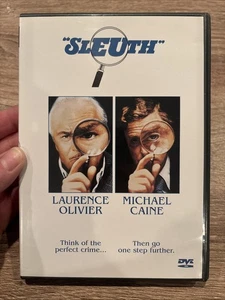 "SLEUTH"
LAURENCE
OLIVIER
MICHAEL
CAINE
Think of the
perfect crime...
Then go
one step further.
DVD